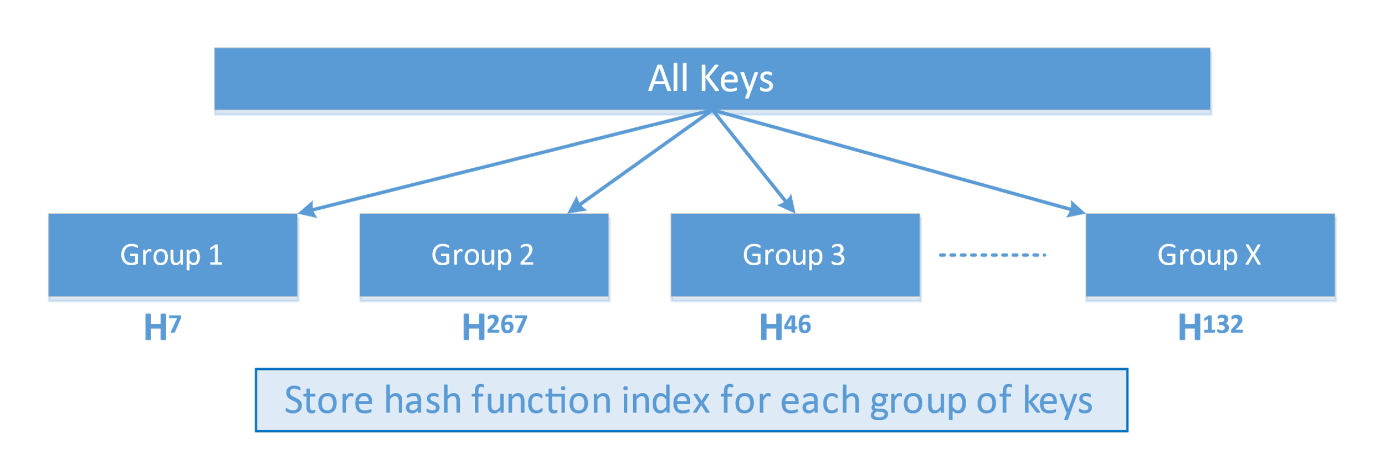 All Keys
Group 1
Group 2
Group 3
Group X
H7
H267
H46
H132
Store hash function index for each group of keys